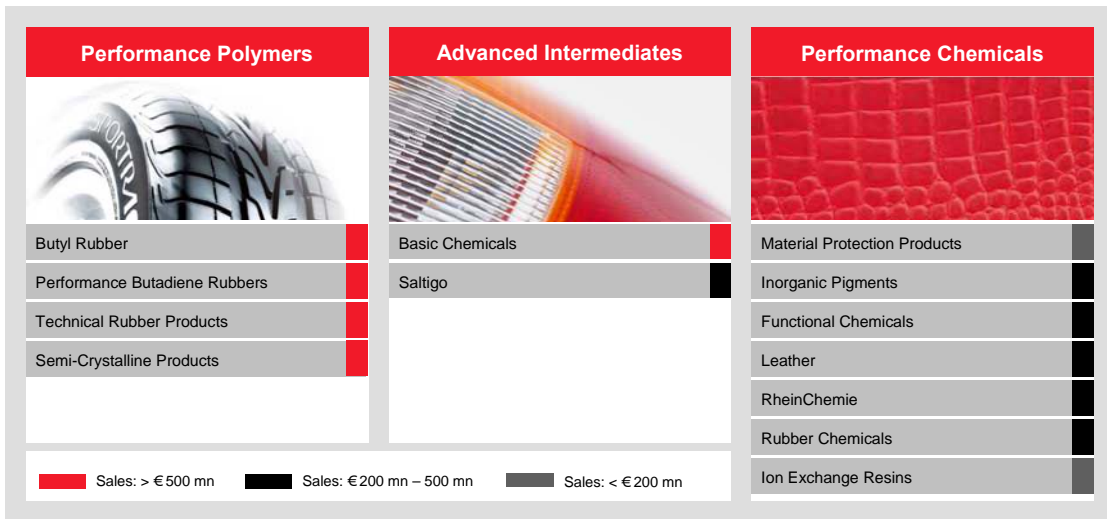 Performance Polymers
Butyl Rubber
Performance Butadiene Rubbers
Technical Rubber Products
Semi-Crystalline Products
Advanced Intermediates
Basic Chemicals
Saltigo
Performance Chemicals
Material Protection Products
Inorganic Pigments
Functional Chemicals
Leather
RheinChemie
Rubber Chemicals
Ion Exchange Resins
Sales: > €500 mn
Sales: €200 mn – 500 mn
Sales: < €200 mn